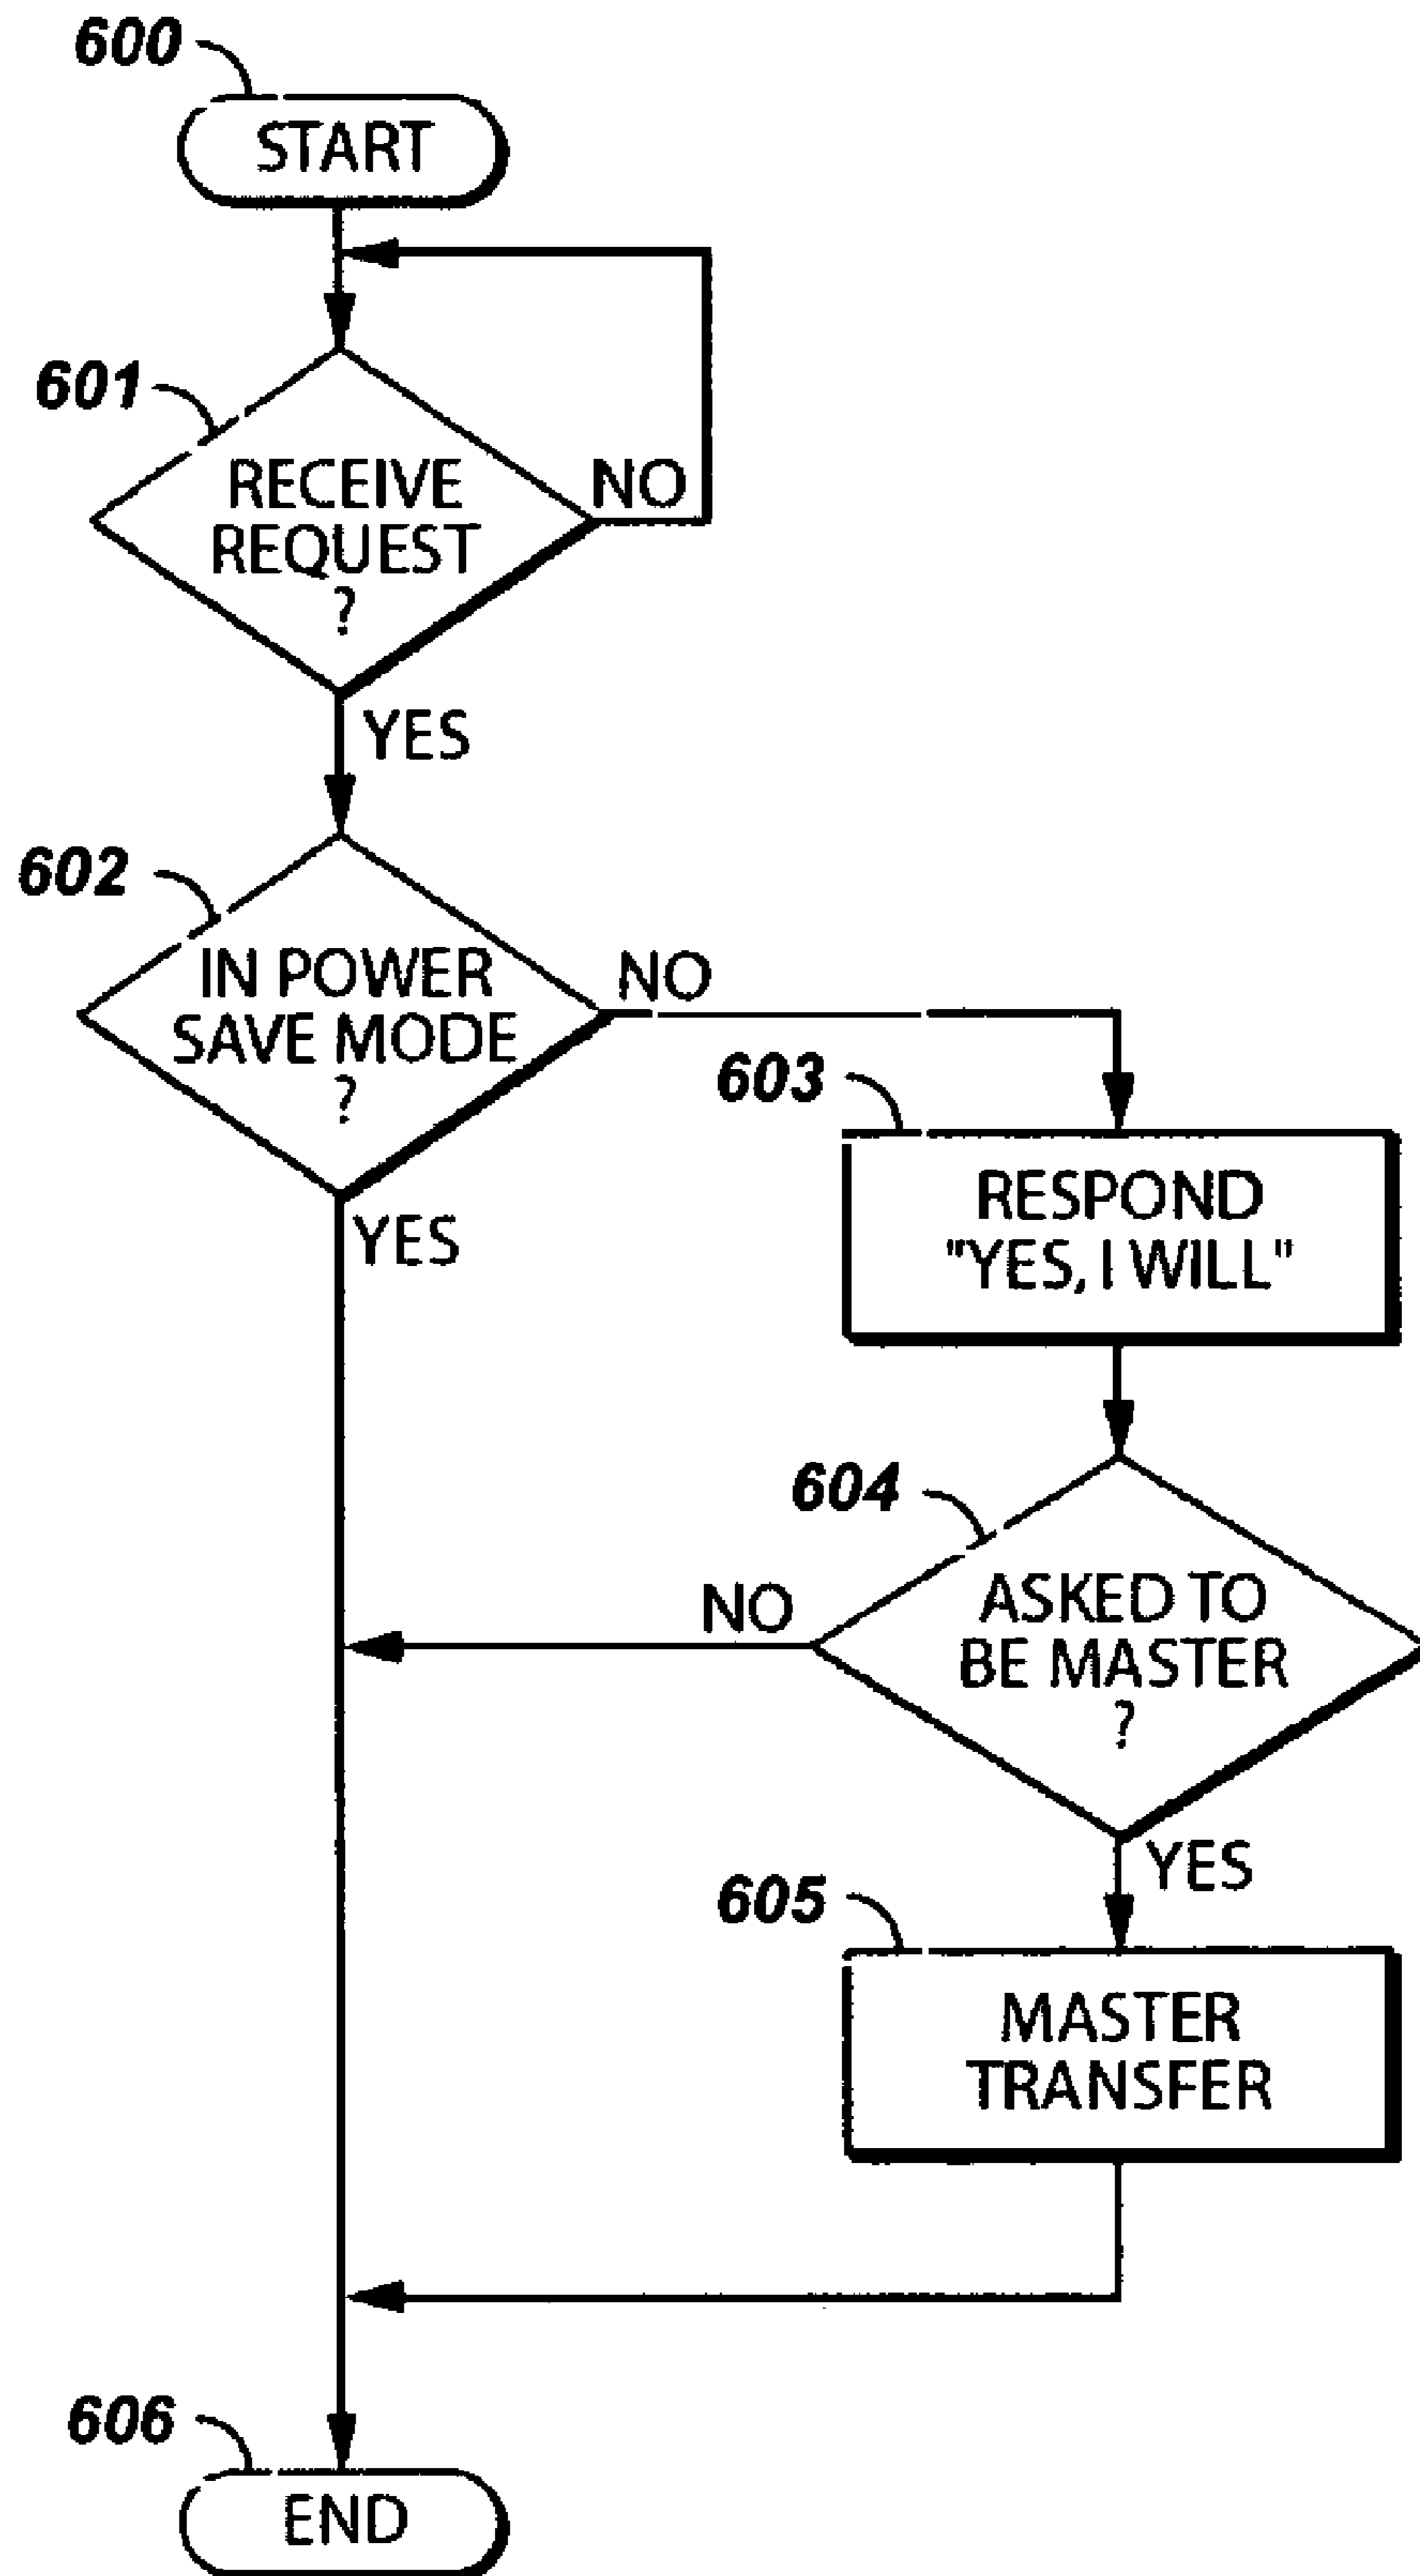 600
START
601
RECEIVE
REQUEST
?
NO
YES
602
IN POWER
SAVE MODE
?
NO
YES
603
RESPOND
"YES, I WILL"
604
ASKED TO
BE MASTER
?
NO
YES
605
MASTER
TRANSFER
606
END